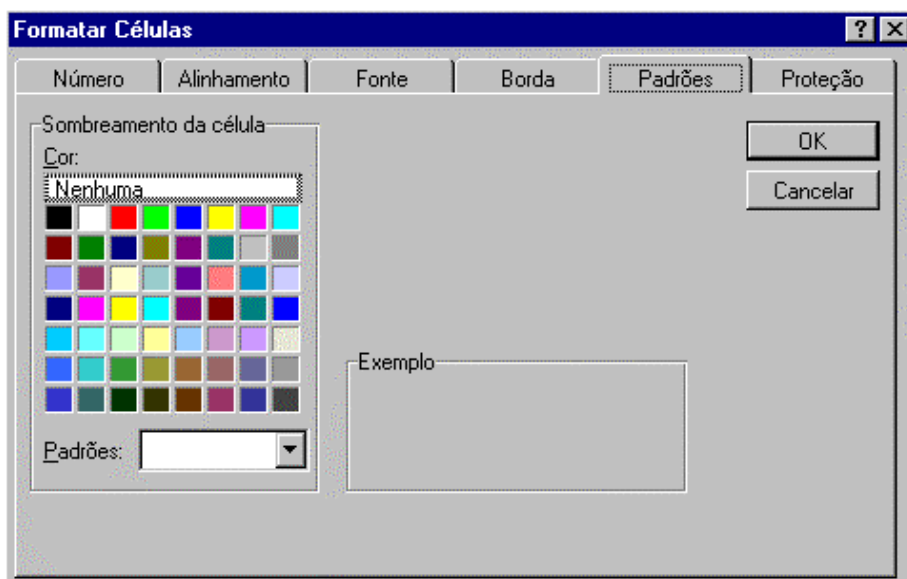 Formatar Células
Número Alinhamento Fonte Borda Padrões Proteção
Sombreamento da célula
Cor:
Nenhuma
OK
Cancelar
Exemplo
Padrões: